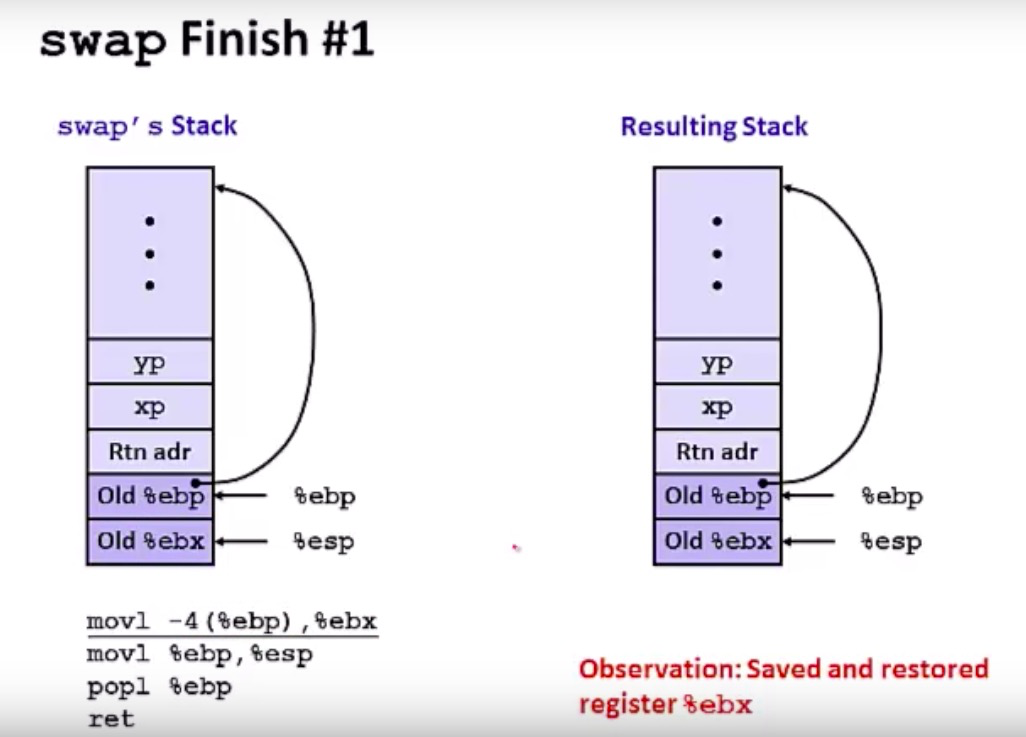 swap Finish #1
swap's Stack
Resulting Stack
yp
xp
Rtn adr
Old %ebp
%ebp
Old %ebx
%esp
yp
xp
Rtn adr
Old %ebp
%ebp
Old %ebx
%esp
movl -4(%ebp),%ebx
movl %ebp,%esp
popl %ebp
ret
Observation: Saved and restored
register %ebx